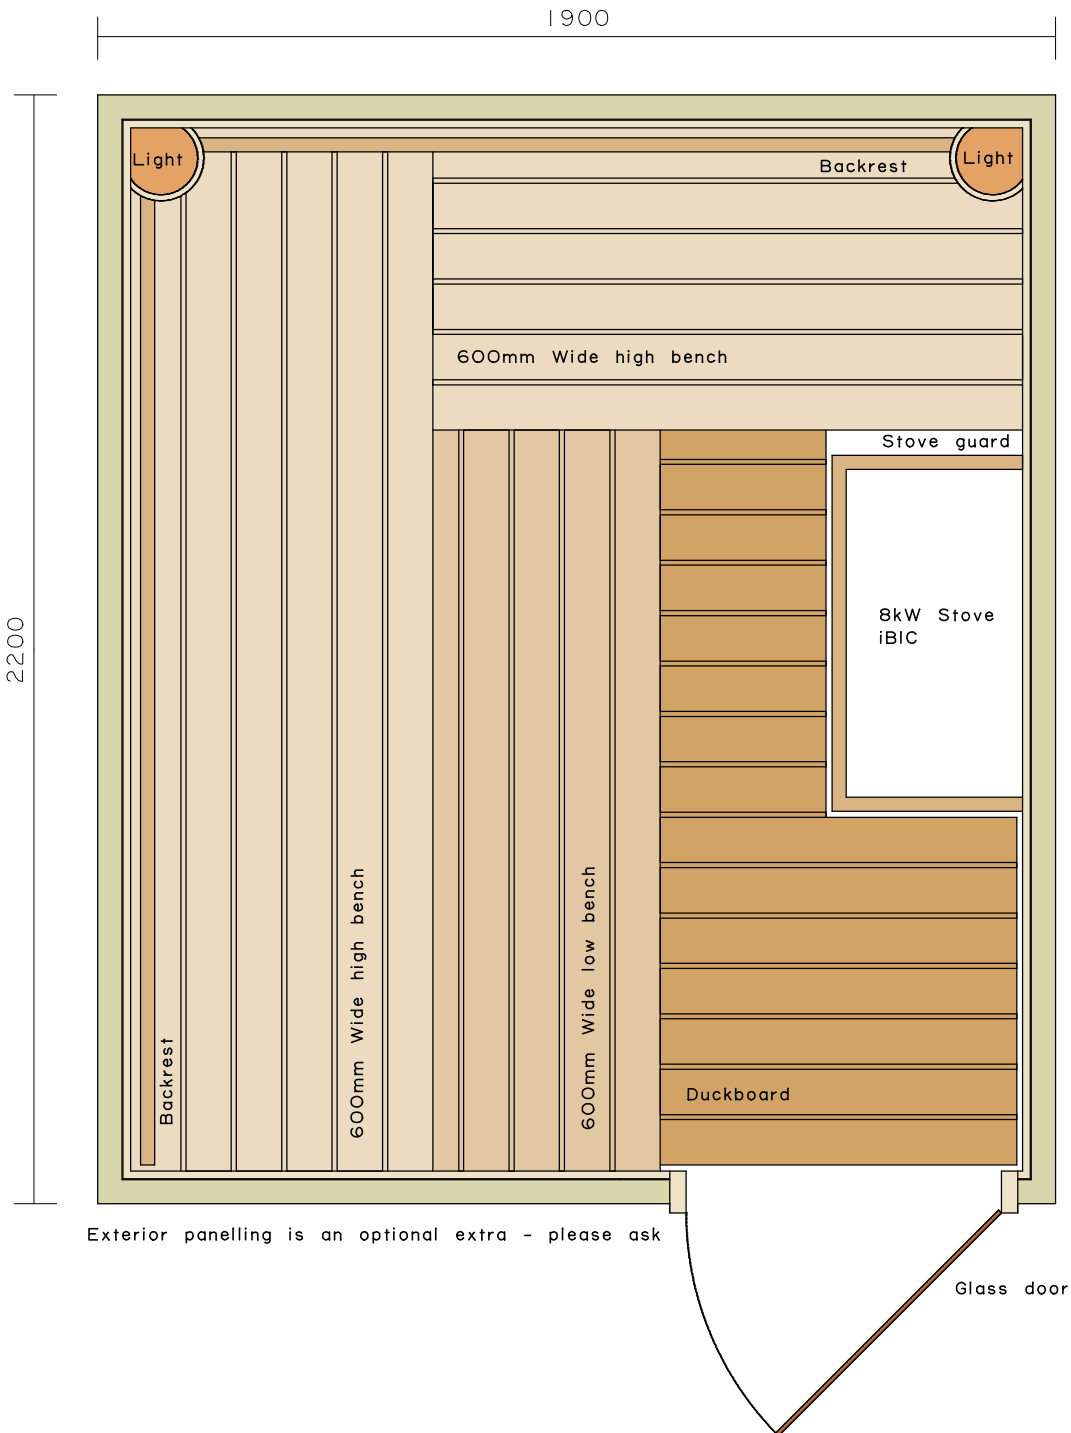 1900
2200
Light
Light
Backrest
600mm Wide high bench
Stove guard
8kW Stove
iBIC
600mm Wide high bench
600mm Wide low bench
Backrest
Duckboard
Exterior panelling is an optional extra - please ask
Glass door